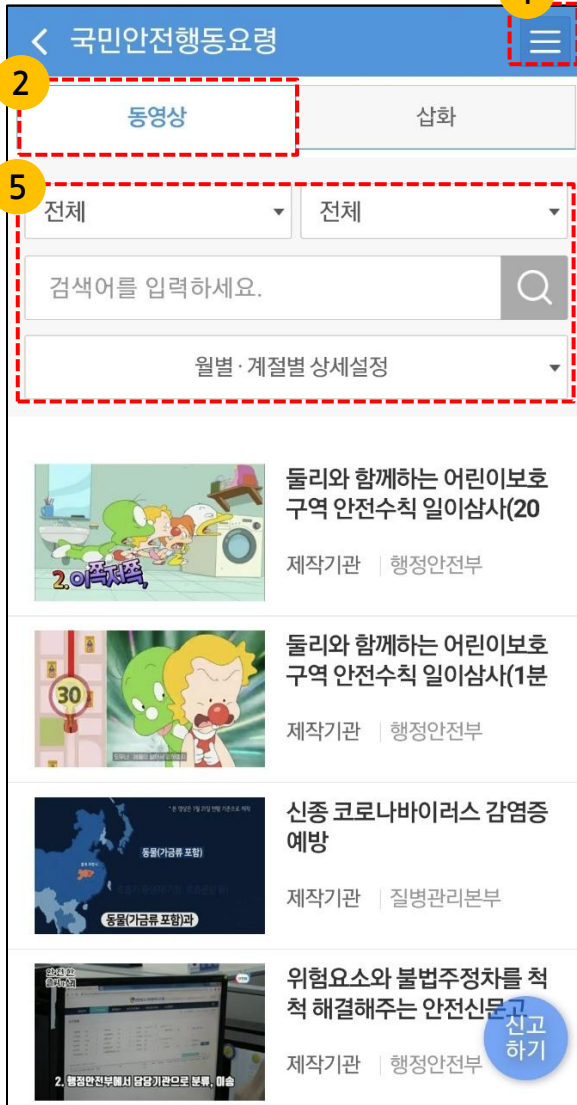 국민안전행동요령
2
동영상
삽화
5
전체
전체
검색어를 입력하세요.
월별·계절별 상세설정
2. 이쪽저쪽,
둘리와 함께하는 어린이보호
구역 안전수칙 일이삼사(20
제작기관 | 행정안전부
30
둘리와 함께하는 어린이보호
구역 안전수칙 일이삼사(1분
제작기관 | 행정안전부
동물(가금류 포함)
동물(가금류 포함)과
신종 코로나바이러스 감염증
예방
제작기관 | 질병관리본부
2. 행정안전부에서 담당기관으로 분류, 이송
위험요소와 불법주정차를 척
척 해결해주는 안전신문고
제작기관 | 행정안전부
신고
하기